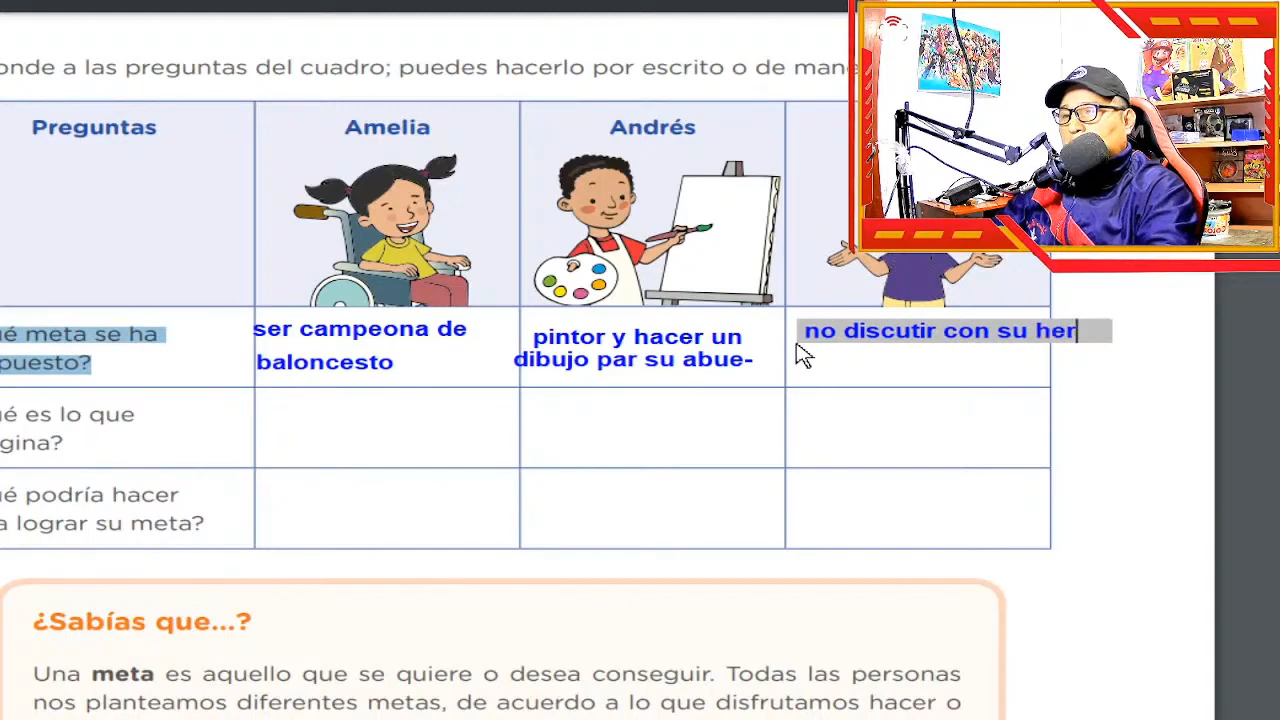 onde a las preguntas del cuadro; puedes hacerlo por escrito o de mane
Preguntas
Amelia
Andrés
ué meta se ha
puesto?
ser campeona de
baloncesto
pintor y hacer un
dibujo par su abue-
no discutir con su her
ué es lo que
gina?
ué podría hacer
a lograr su meta?
¿Sabías que...?
Una meta es aquello que se quiere o desea conseguir. Todas las personas
nos planteamos diferentes metas, de acuerdo a lo que disfrutamos hacer o